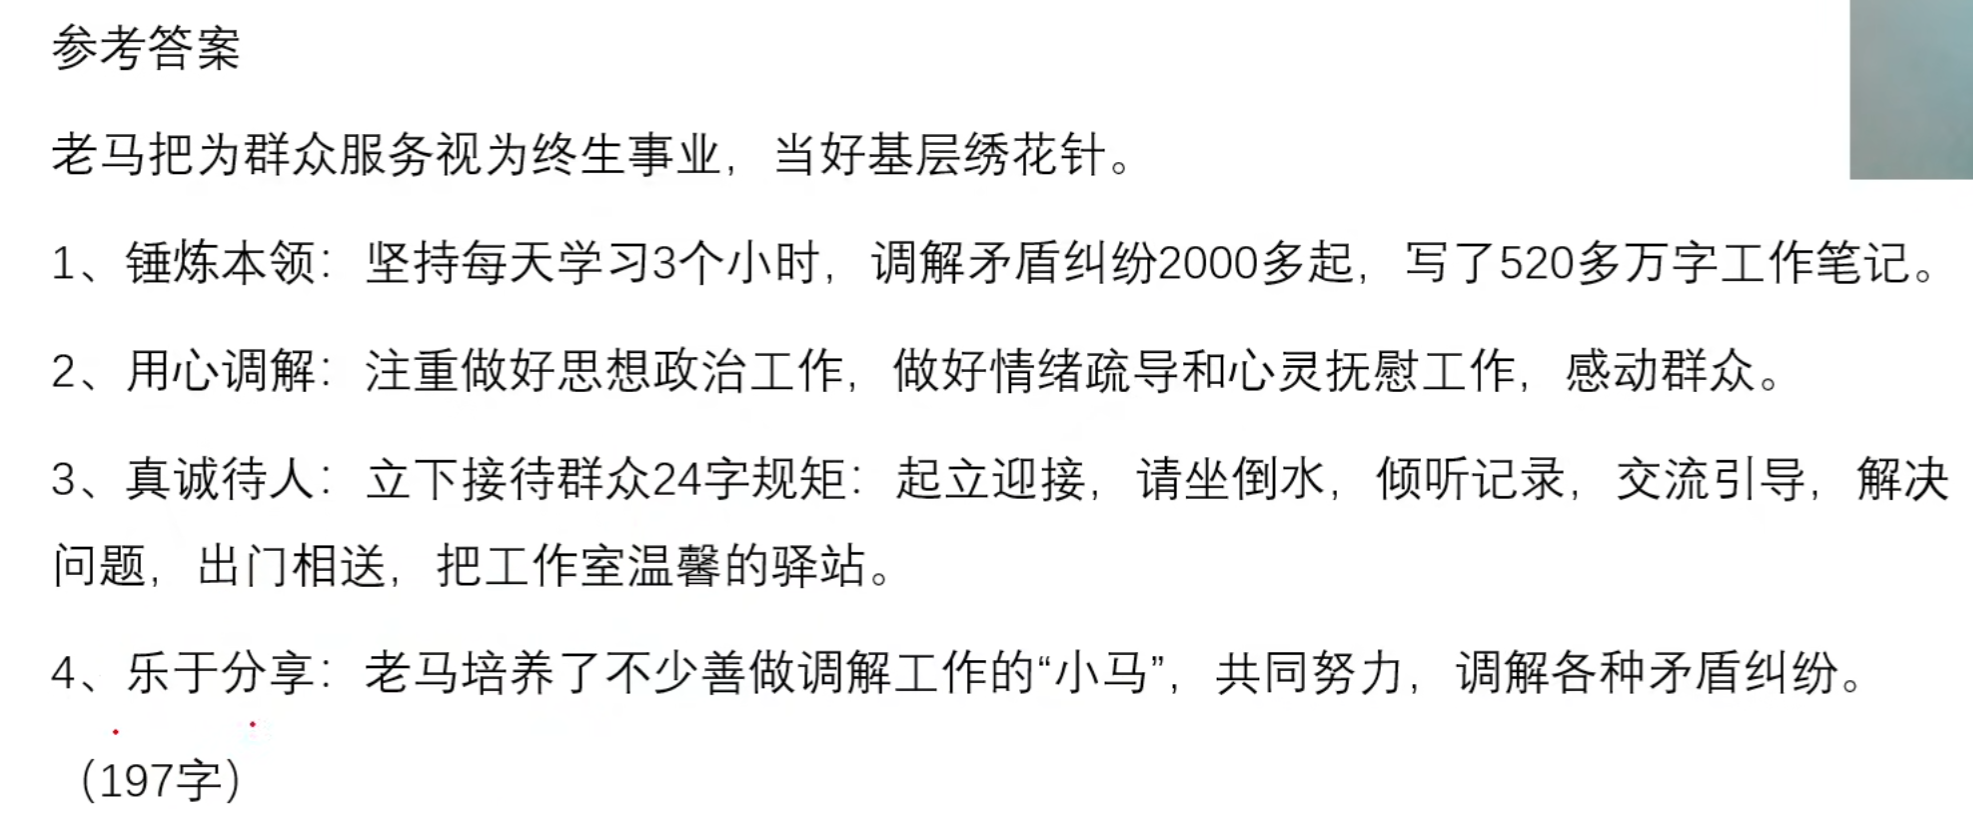 参考答案
老马把为群众服务视为终生事业，当好基层绣花针。
1、锤炼本领：坚持每天学习3个小时，调解矛盾纠纷2000多起，写了520多万字工作笔记。
2、用心调解：注重做好思想政治工作，做好情绪疏导和心灵抚慰工作，感动群众。
3、真诚待人：立下接待群众24字规矩：起立迎接，请坐倒水，倾听记录，交流引导，解决
问题，出门相送，把工作室温馨的驿站。
4、乐于分享：老马培养了不少善做调解工作的“小马”，共同努力，调解各种矛盾纠纷。
（197字）